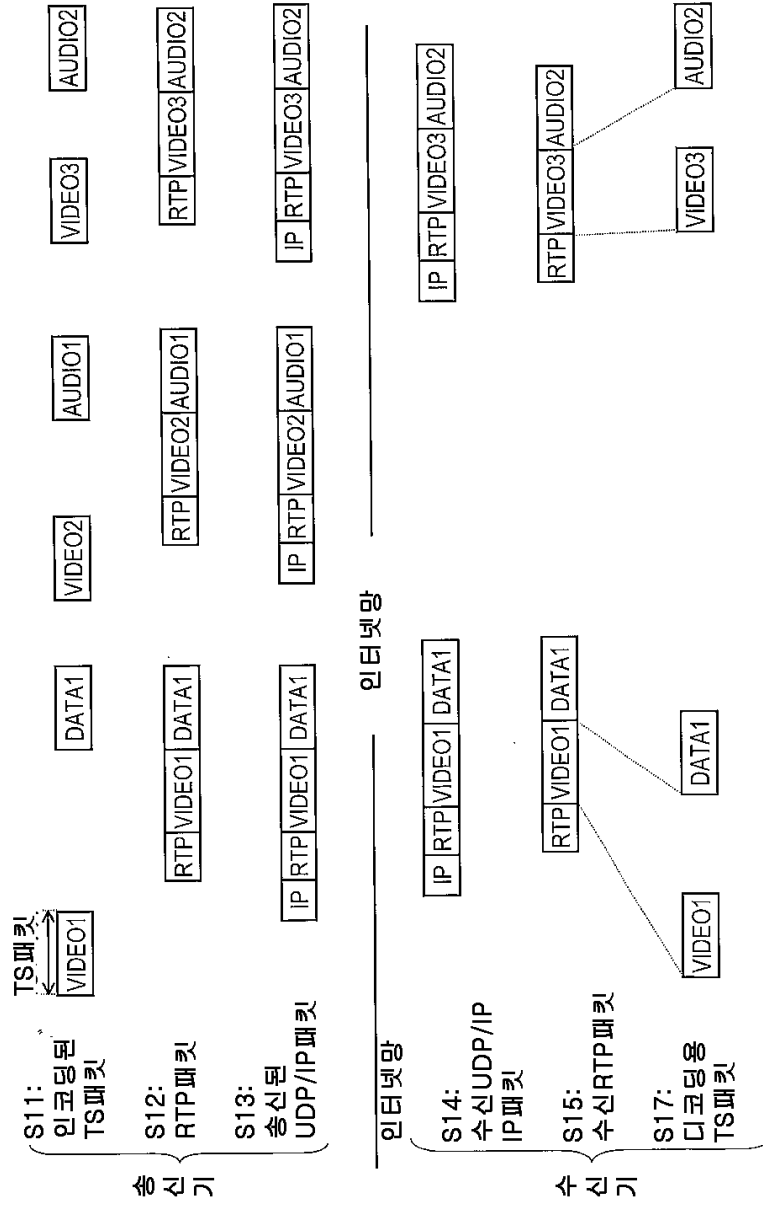 TS패킷
S11:
인코딩된
TS패킷
VIDEO1 DATA1 VIDEO2 AUDIO1 VIDEO3 AUDIO2
S12:
RTP패킷
RTP VIDEO1 DATA1 RTP VIDEO2 AUDIO1 RTP VIDEO3 AUDIO2
S13:
송신된
UDP/IP패킷
IP RTP VIDEO1 DATA1 IP RTP VIDEO2 AUDIO1 IP RTP VIDEO3 AUDIO2
송신기
인터넷망
인터넷망
S14:
수신UDP/IP
IP패킷
IP RTP VIDEO1 DATA1 IP RTP VIDEO3 AUDIO2
S15:
수신RTP패킷
RTP VIDEO1 DATA1 RTP VIDEO3 AUDIO2
S17:
디코딩용
TS패킷
VIDEO1 DATA1 VIDEO3 AUDIO2
수신기